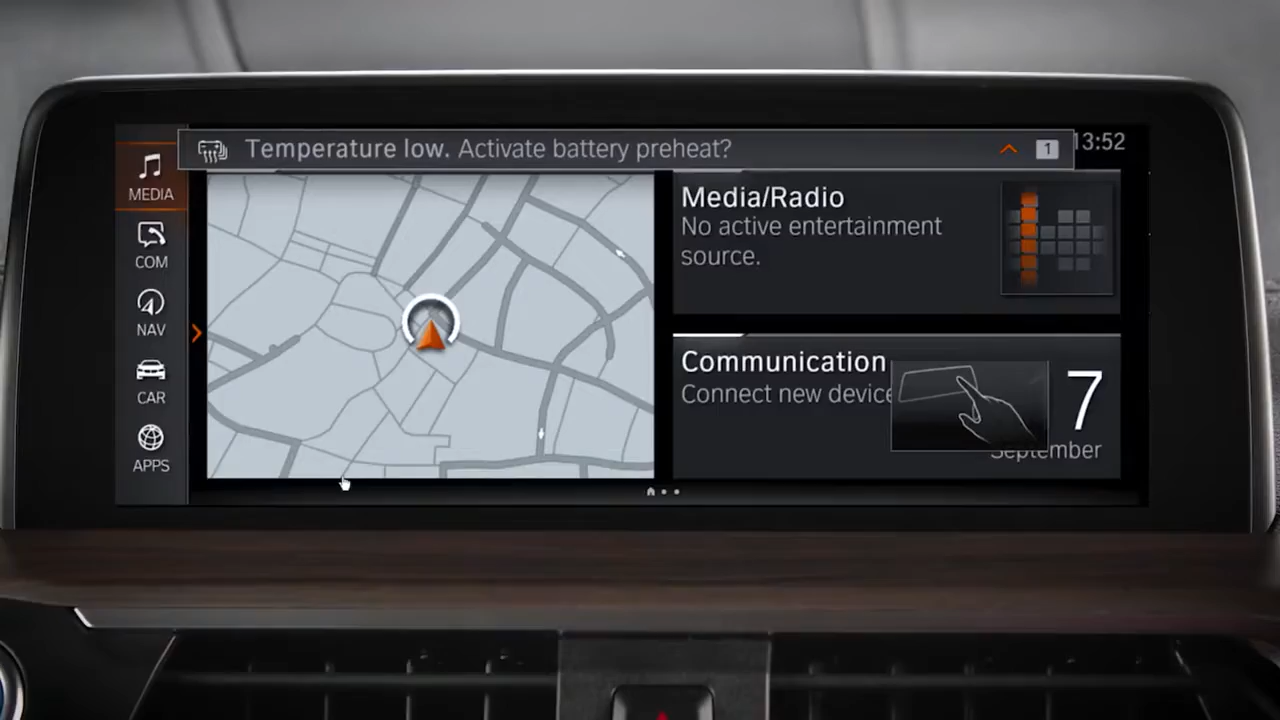 Temperature low. Activate battery preheat?
1
13:52
MEDIA
COM
NAV
CAR
APPS
Media/Radio
No active entertainment
source.
Communication
Connect new device
7
September